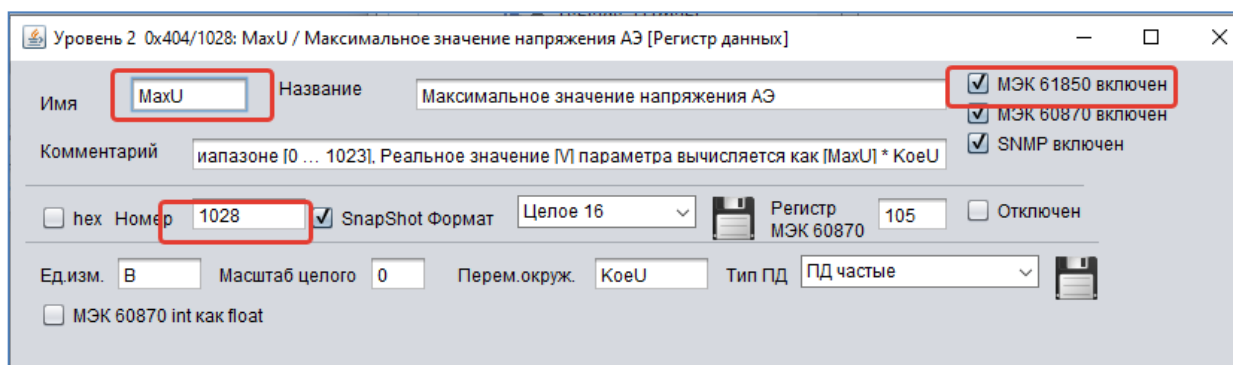 Уровень 2 0x404/1028: MaxU / Максимальное значение напряжения АЭ [Регистр данных]
Имя MaxU Название Максимальное значение напряжения АЭ МЭК 61850 включен
МЭК 60870 включен
Комментарий иапазоне [0 ... 1023], Реальное значение [V] параметра вычисляется как [MaxU] * KoeU SNMP включен
hex Номер 1028 SnapShot Формат Целое 16 Регистр МЭК 60870 105 Отключен
Ед.изм. В Масштаб целого 0 Перем.окруж. KoeU Тип ПД ПД частые
МЭК 60870 int как float